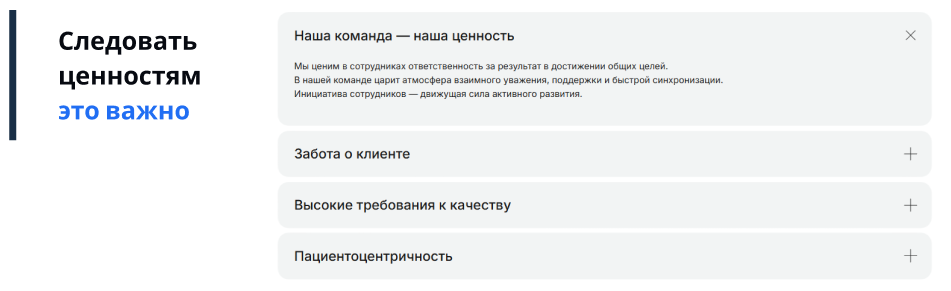 Следовать
ценностям
это важно
Наша команда — наша ценность
Мы ценим в сотрудниках ответственность за результат в достижении общих целей.
В нашей команде царит атмосфера взаимного уважения, поддержки и быстрой синхронизации.
Инициатива сотрудников — движущая сила активного развития.
Забота о клиенте
Высокие требования к качеству
Пациентоцентричность